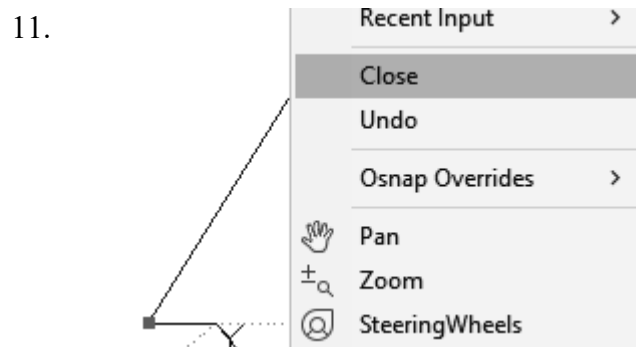 11.
Recent Input >
Close
Undo
Osnap Overrides >
Pan
Zoom
SteeringWheels